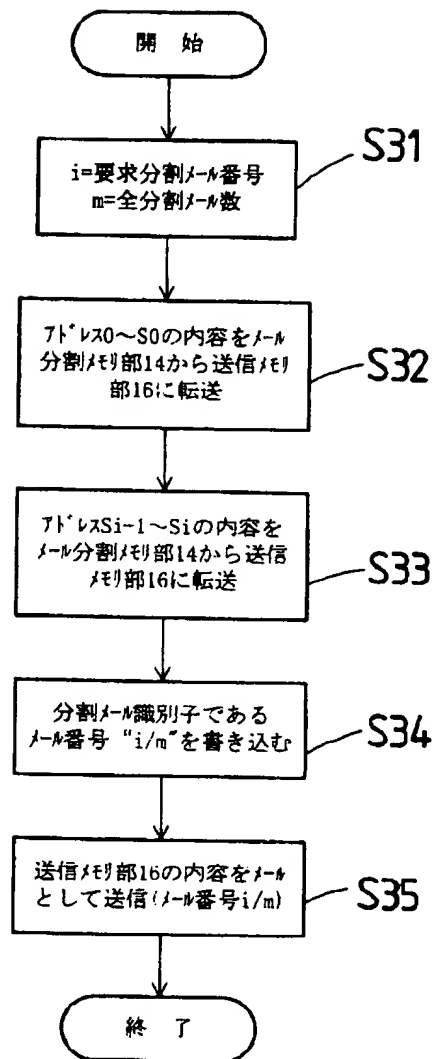 開 始
i=要求分割メール番号
m=全分割メール数
S31
アドレス0～S0の内容をメール
分割メモリ部14から送信メモリ
部16に転送
S32
アドレスSi-1～Siの内容を
メール分割メモリ部14から送信
メモリ部16に転送
S33
分割メール識別子である
メール番号 “i/m”を書き込む
S34
送信メモリ部16の内容をメール
として送信(メール番号i/m)
S35
終 了